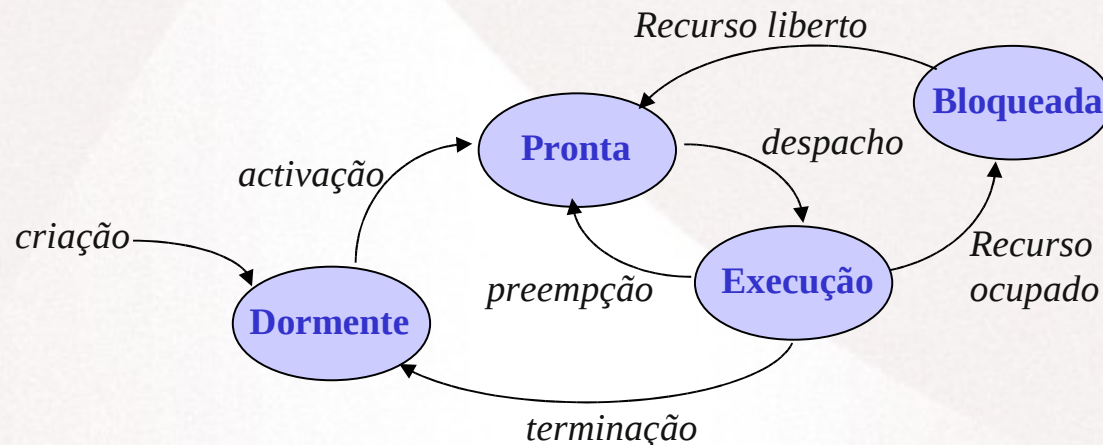 Recurso liberto
Bloqueada
Pronta
despacho
activação
criação
Recurso
ocupado
Execução
preempção
Dormente
terminação